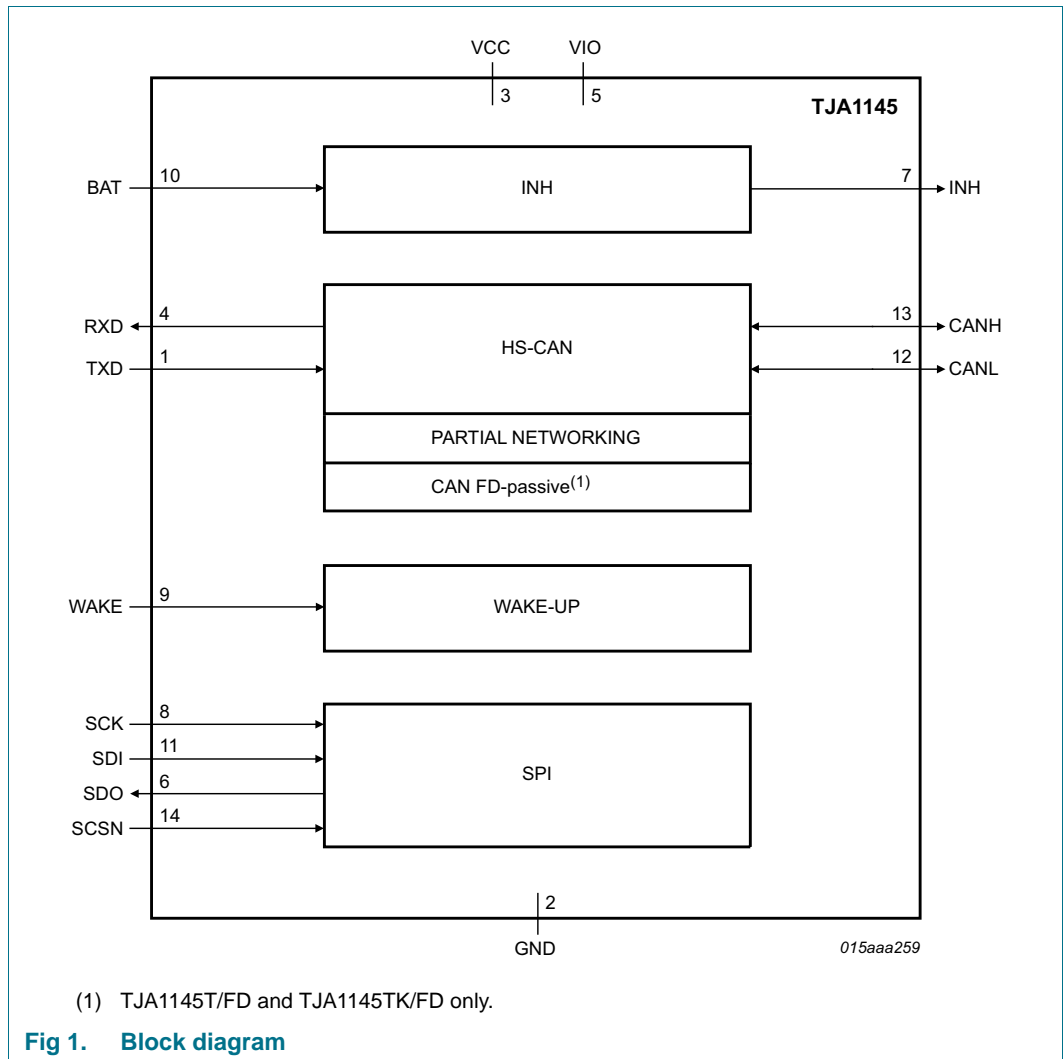 VCC VIO
3 5
TJA1145
BAT 10 INH 7 INH
RXD 4 13 CANH
HS-CAN
TXD 1 12 CANL
PARTIAL NETWORKING
CAN FD-passive(1)
WAKE 9 WAKE-UP
SCK 8
SDI 11
SPI
SDO 6
SCSN 14
2
GND 015aaa259
(1) TJA1145T/FD and TJA1145TK/FD only.
Fig 1. Block diagram